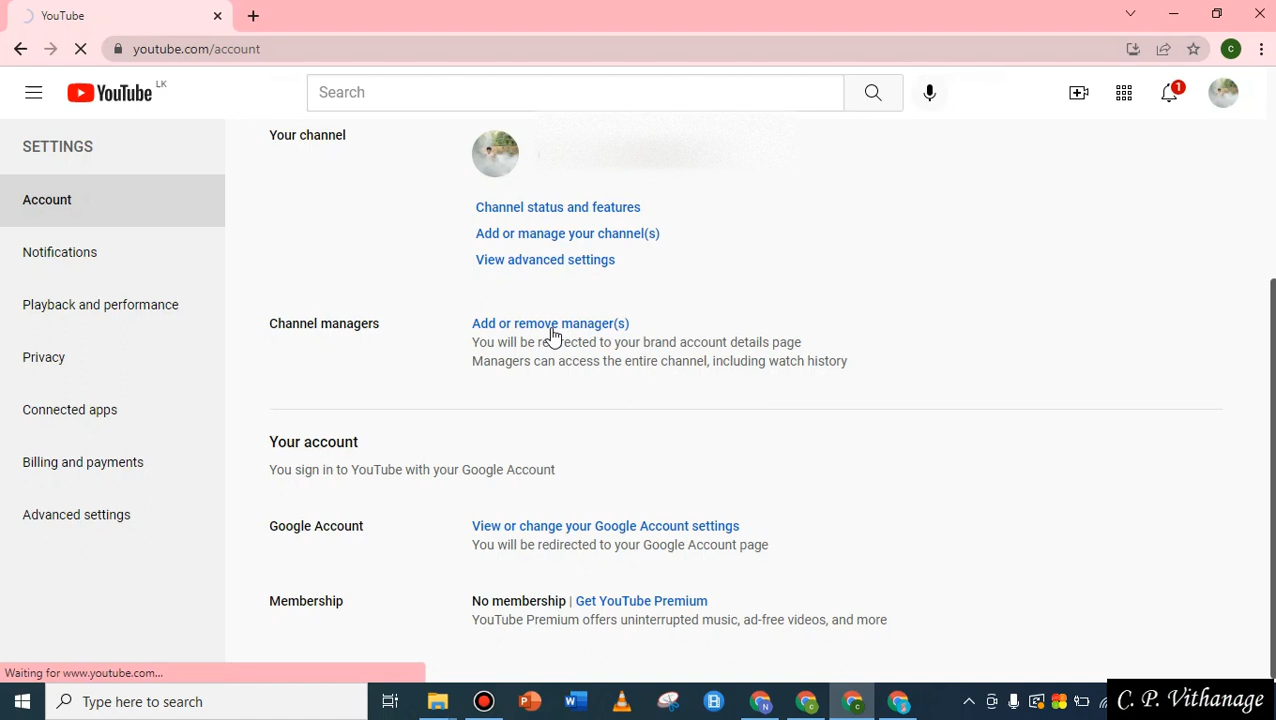 YouTube
youtube.com/account
C
YouTube LK
Search
1
SETTINGS
Account
Notifications
Playback and performance
Privacy
Connected apps
Billing and payments
Advanced settings
Your channel
Channel status and features
Add or manage your channel(s)
View advanced settings
Channel managers
Add or remove manager(s)
You will be redirected to your brand account details page
Managers can access the entire channel, including watch history
Your account
You sign in to YouTube with your Google Account
Google Account
View or change your Google Account settings
You will be redirected to your Google Account page
Membership
No membership | Get YouTube Premium
YouTube Premium offers uninterrupted music, ad-free videos, and more
Waiting for www.youtube.com...
Type here to search
C. P. Vithanage